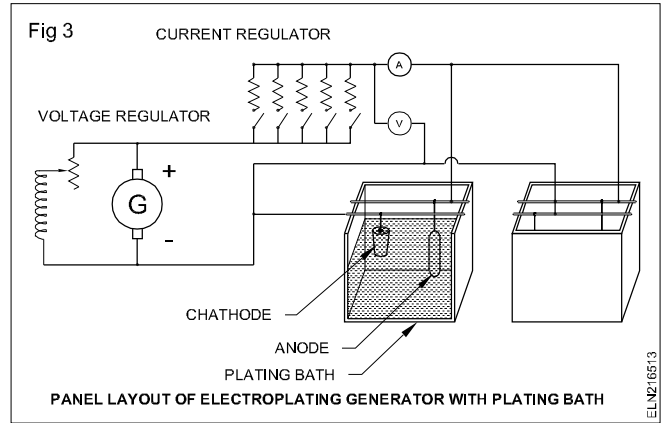 Fig 3
CURRENT REGULATOR
A
VOLTAGE REGULATOR
V
+
G
-
CHATHODE
ANODE
PLATING BATH
PANEL LAYOUT OF ELECTROPLATING GENERATOR WITH PLATING BATH
ELN216513